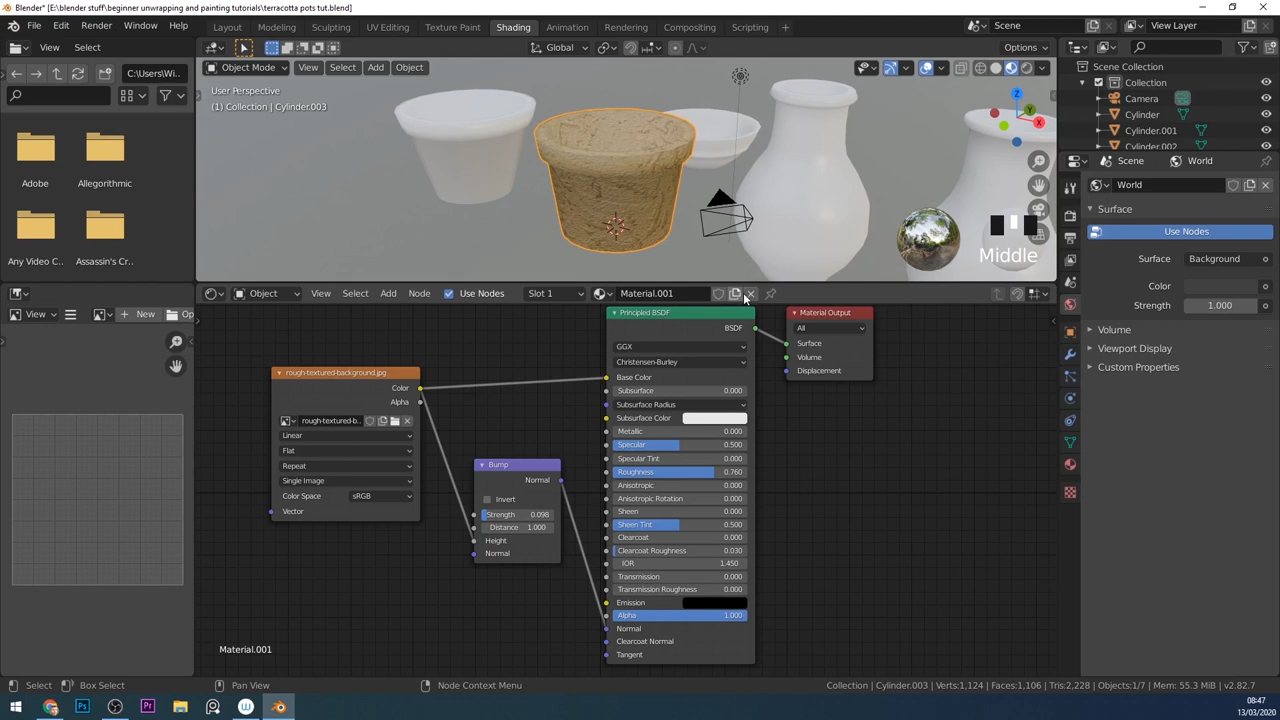 Blender* [E:\blender stuff\beginner unwrapping and painting tutorials\terracotta pots tut.blend]
File Edit Render Window Help Layout Modeling Sculpting UV Editing Texture Paint Shading Animation Rendering Compositing Scripting Scene View Layer
View Select Object Mode View Select Add Object Global Options
C:\Users\Wi..
User Perspective
(1) Collection | Cylinder.003
Adobe Allegorithmic
Any Video C.. Assassin's Cr..
Scene Collection
Collection
Camera
Cylinder
Cylinder.001
Cylinder.002
Scene World
World
Surface
Use Nodes
Surface Background
Color
Strength 1.000
Volume
Viewport Display
Custom Properties
X Y Z
Middle
View New Op
Object View Select Add Node Use Nodes Slot 1 Material.001
rough-textured-background.jpg
Color
Alpha
rough-textured-b..
Linear
Flat
Repeat
Single Image
Color Space sRGB
Vector
Bump
Normal
Invert
Strength 0.098
Distance 1.000
Height
Normal
Principled BSDF
BSDF
GGX
Christensen-Burley
Base Color
Subsurface 0.000
Subsurface Radius
Subsurface Color
Metallic 0.000
Specular 0.500
Specular Tint 0.000
Roughness 0.760
Anisotropic 0.000
Anisotropic Rotation 0.000
Sheen 0.000
Sheen Tint 0.500
Clearcoat 0.000
Clearcoat Roughness 0.030
IOR 1.450
Transmission 0.000
Transmission Roughness 0.000
Emission
Alpha 1.000
Normal
Clearcoat Normal
Tangent
Material Output
All
Surface
Volume
Displacement
Material.001
Select Box Select Pan View Node Context Menu Collection | Cylinder.003 | Verts:1,124 | Faces:1,106 | Tris:2,228 | Objects:1/7 | Mem: 55.3 MiB | v2.82.7
Ps Pr W
08:47
13/03/2020